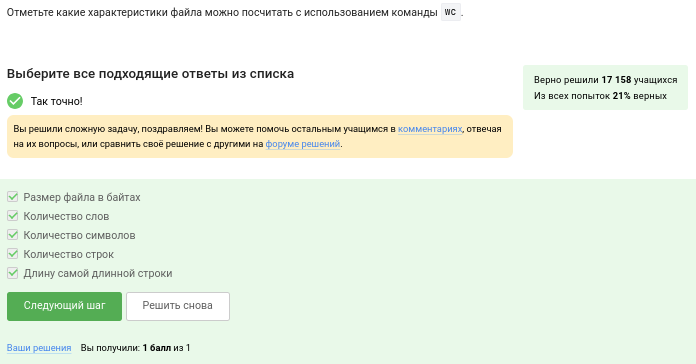 Отметьте какие характеристики файла можно посчитать с использованием команды wc.
Выберите все подходящие ответы из списка
Верно решили 17 158 учащихся
Из всех попыток 21% верных
Так точно!
Вы решили сложную задачу, поздравляем! Вы можете помочь остальным учащимся в комментариях, отвечая
на их вопросы, или сравнить своё решение с другими на форуме решений.
Размер файла в байтах
Количество слов
Количество символов
Количество строк
Длину самой длинной строки
Следующий шаг
Решить снова
Ваши решения Вы получили: 1 балл из 1